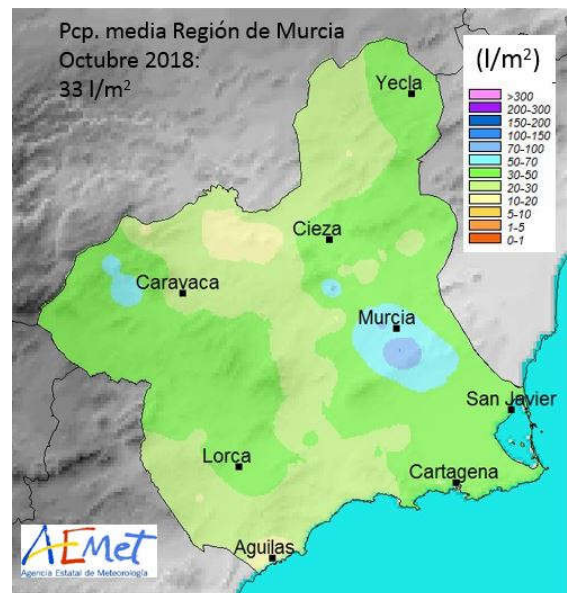 Pcp. media Región de Murcia
Octubre 2018:
33 l/m²
(l/m²)
>300
200-300
150-200
100-150
70-100
50-70
30-50
20-30
10-20
5-10
1-5
0-1
Yecla
Cieza
Caravaca
Murcia
San Javier
Lorca
Cartagena
Aguilas
AEMet
Agencia Estatal de Meteorología